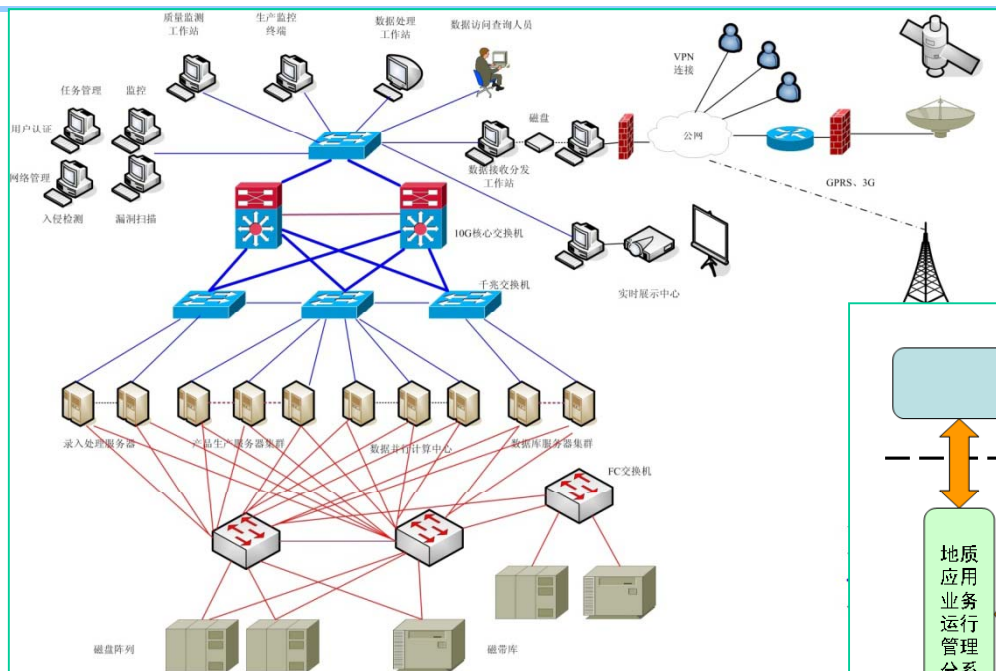 质量监测
工作站
生产监控
终端
数据处理
工作站
数据访问查询人员
VPN
连接
任务管理
监控
用户认证
磁盘
公网
网络管理
数据接收分发
工作站
GPRS、3G
入侵检测
漏洞扫描
10G核心交换机
实时展示中心
千兆交换机
录入处理服务器
产品生产服务器集群
数据并行计算中心
数据库服务器集群
FC交换机
地质
应用
业务
运行
管理
分系
磁盘阵列
磁带库